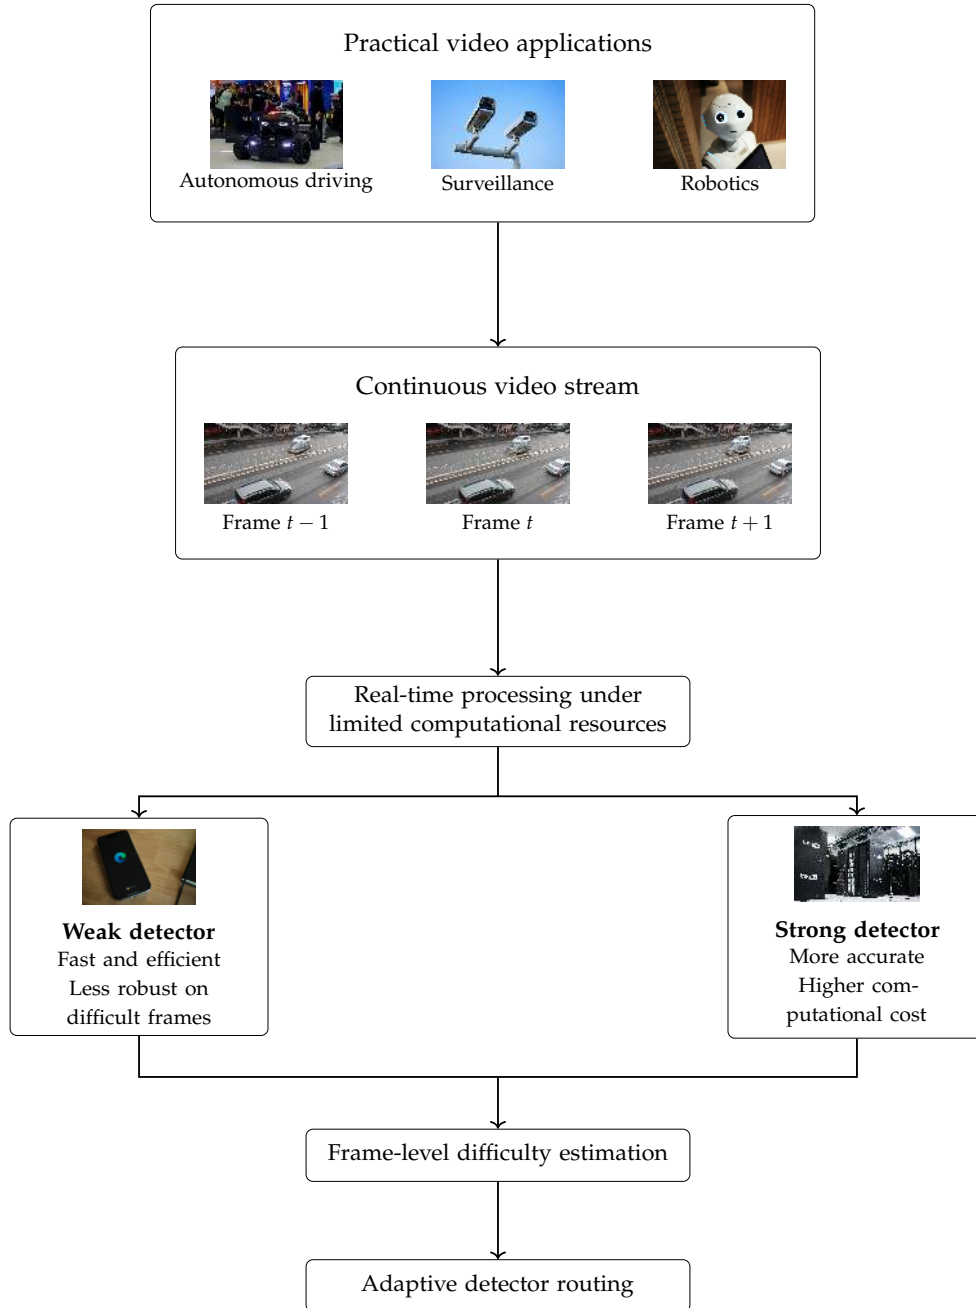 Practical video applications
Autonomous driving
Surveillance
Robotics
Continuous video stream
Frame t − 1
Frame t
Frame t + 1
Real-time processing under
limited computational resources
Weak detector
Fast and efficient
Less robust on
difficult frames
Strong detector
More accurate
Higher com-
putational cost
Frame-level difficulty estimation
Adaptive detector routing